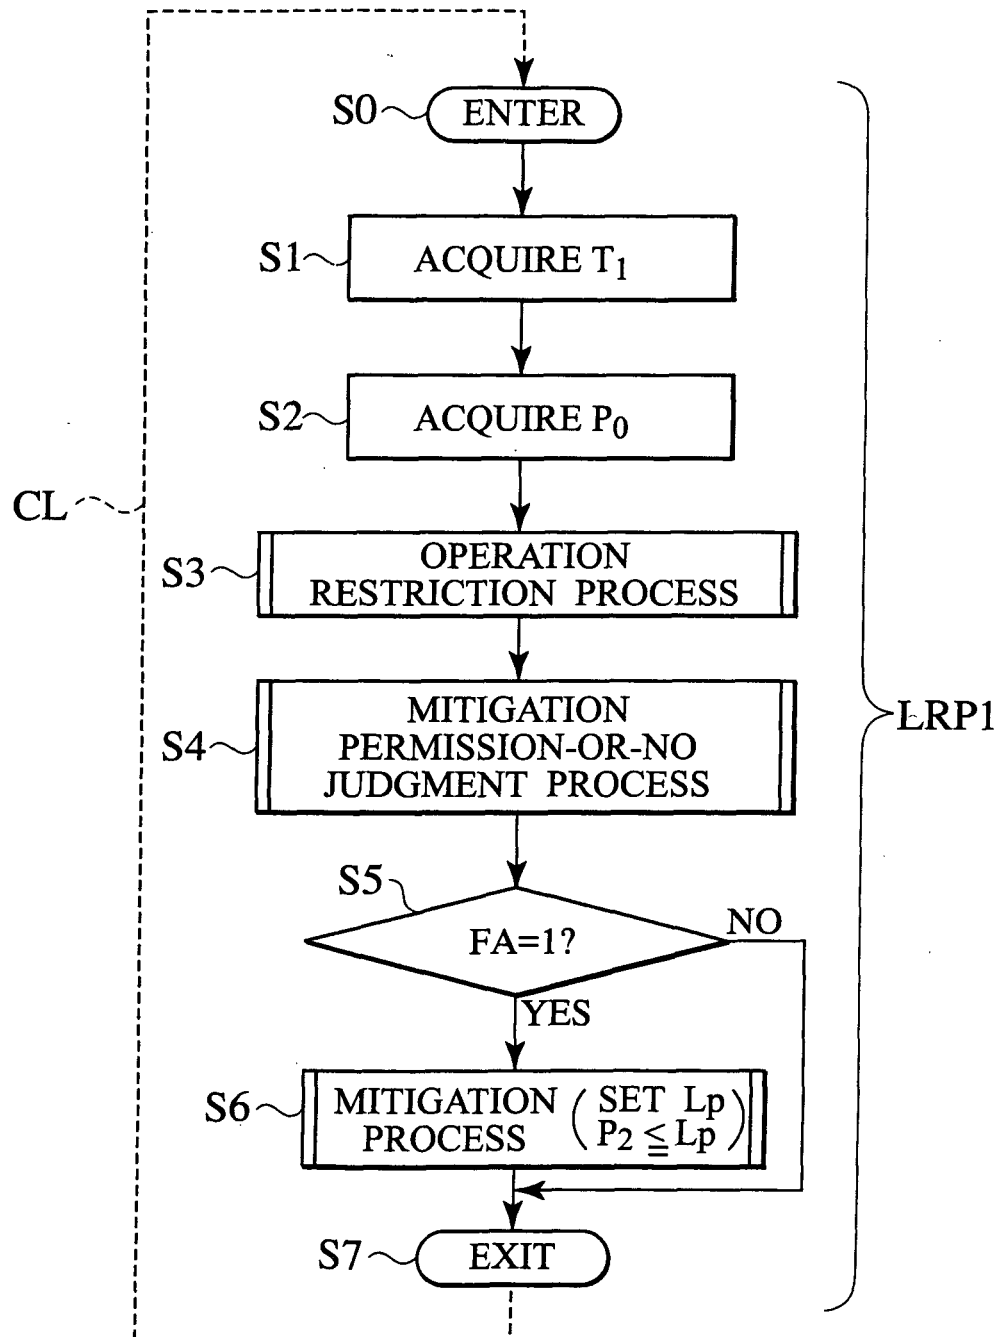 S0
ENTER
S1
ACQUIRE T1
S2
ACQUIRE P0
CL
S3
OPERATION
RESTRICTION PROCESS
S4
MITIGATION
PERMISSION-OR-NO
JUDGMENT PROCESS
LRP1
S5
FA=1?
NO
YES
S6
MITIGATION
PROCESS
(SET Lp
P2 ≦ Lp)
S7
EXIT